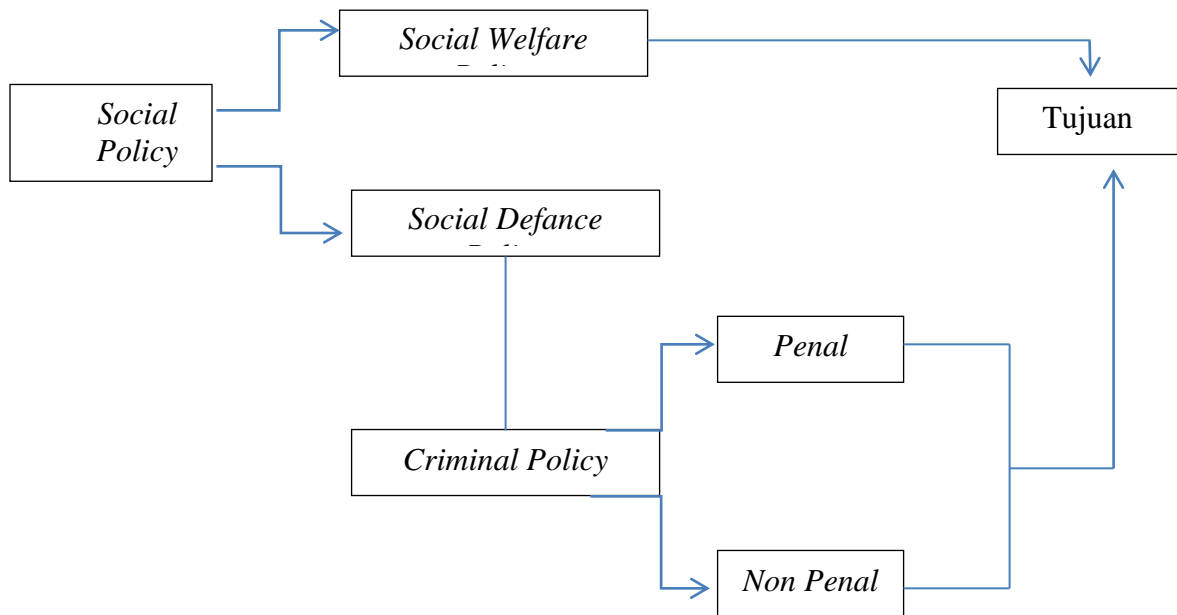 Social Welfare
Social
Policy
Tujuan
Social Defance
Penal
Criminal Policy
Non Penal